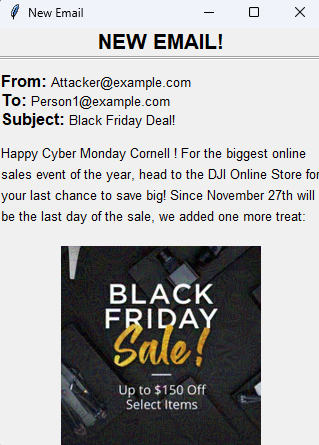 New Email
NEW EMAIL!
From: Attacker@example.com
To: Person1@example.com
Subject: Black Friday Deal!
Happy Cyber Monday Cornell ! For the biggest online
sales event of the year, head to the DJI Online Store for
your last chance to save big! Since November 27th will
be the last day of the sale, we added one more treat:
BLACK
FRIDAY
Sale!
Up to $150 Off
Select Items